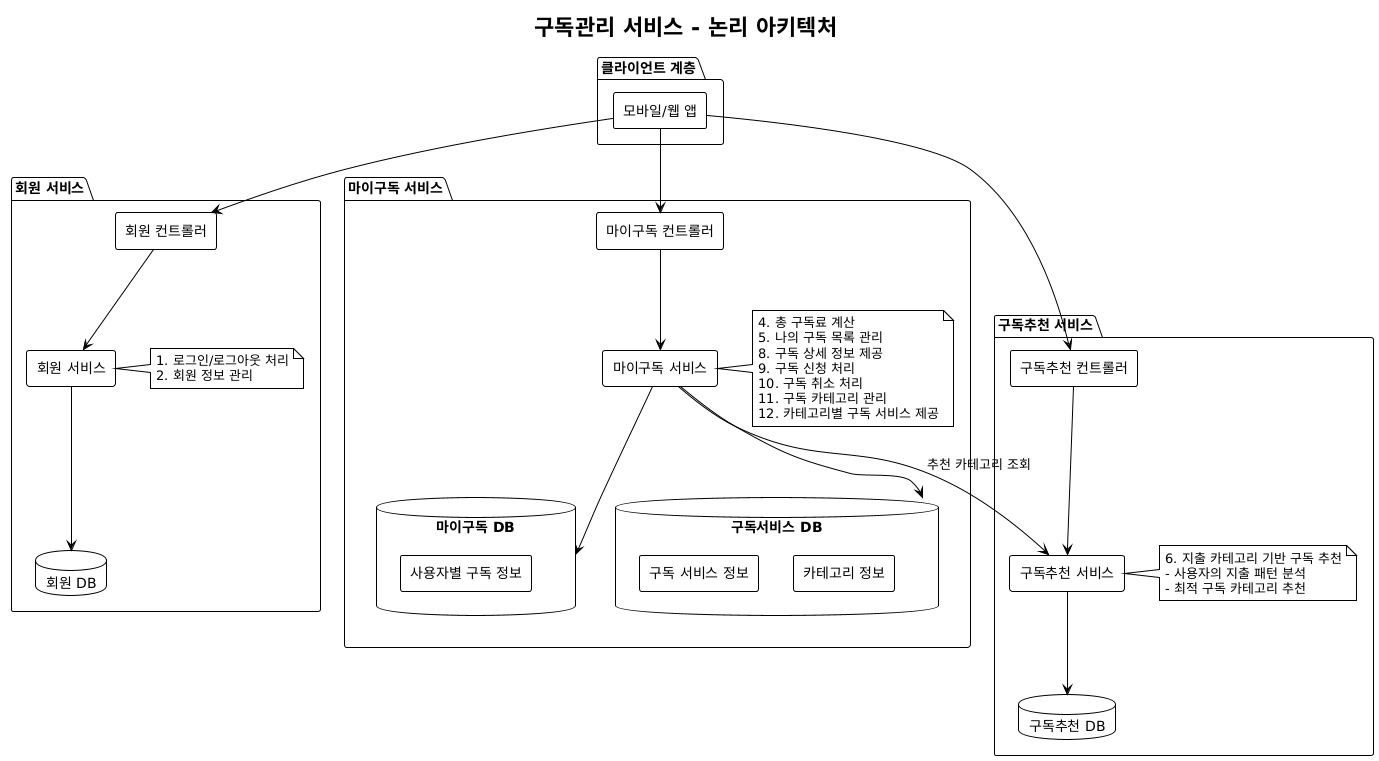 구독관리 서비스 - 논리 아키텍처
클라이언트 계층
모바일/웹 앱
회원 서비스
회원 컨트롤러
회원 서비스
1. 로그인/로그아웃 처리
2. 회원 정보 관리
회원 DB
마이구독 서비스
마이구독 컨트롤러
마이구독 서비스
4. 총 구독료 계산
5. 나의 구독 목록 관리
8. 구독 상세 정보 제공
9. 구독 신청 처리
10. 구독 취소 처리
11. 구독 카테고리 관리
12. 카테고리별 구독 서비스 제공
추천 카테고리 조회
마이구독 DB
사용자별 구독 정보
구독서비스 DB
구독 서비스 정보
카테고리 정보
구독추천 서비스
구독추천 컨트롤러
구독추천 서비스
6. 지출 카테고리 기반 구독 추천
- 사용자의 지출 패턴 분석
- 최적 구독 카테고리 추천
구독추천 DB